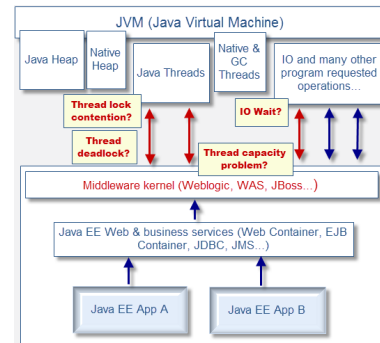 JVM (Java Virtual Machine)
Java Heap
Native
Heap
Java Threads
Native &
GC
Threads
IO and many other
program requested
operations...
Thread lock
contention?
IO Wait?
Thread
deadlock?
Thread capacity
problem?
Middleware kernel (Weblogic, WAS, JBoss...)
Java EE Web & business services (Web Container, EJB
Container, JDBC, JMS...)
Java EE App A
Java EE App B